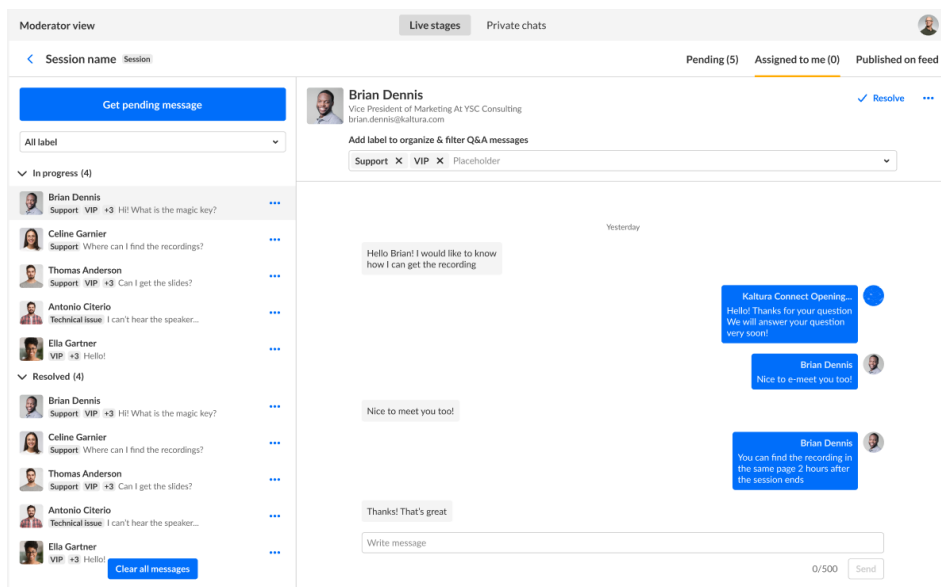 Moderator view
Live stages
Private chats
Session name
Session
Pending (5)
Assigned to me (0)
Published on feed
Get pending message
All label
In progress (4)
Brian Dennis
Support VIP +3 Hi! What is the magic key?
Celine Garnier
Support Where can I find the recordings?
Thomas Anderson
Support VIP +3 Can I get the slides?
Antonio Citerio
Technical issue I can't hear the speaker...
Ella Gartner
VIP +3 Hello!
Resolved (4)
Brian Dennis
Support VIP +3 Hi! What is the magic key?
Celine Garnier
Support Where can I find the recordings?
Thomas Anderson
Support VIP +3 Can I get the slides?
Antonio Citerio
Technical issue I can't hear the speaker...
Ella Gartner
VIP +3 Hello!
Clear all messages
Brian Dennis
Vice President of Marketing At YSC Consulting
brian.dennis@kaltura.com
Resolve
Add label to organize & filter Q&A messages
Support VIP Placeholder
Yesterday
Hello Brian! I would like to know
how I can get the recording
Kaltura Connect Opening...
Hello! Thanks for your question
We will answer your question
very soon!
Brian Dennis
Nice to e-meet you too!
Nice to meet you too!
Brian Dennis
You can find the recording in
the same page 2 hours after
the session ends
Thanks! That's great
Write message
0/500
Send